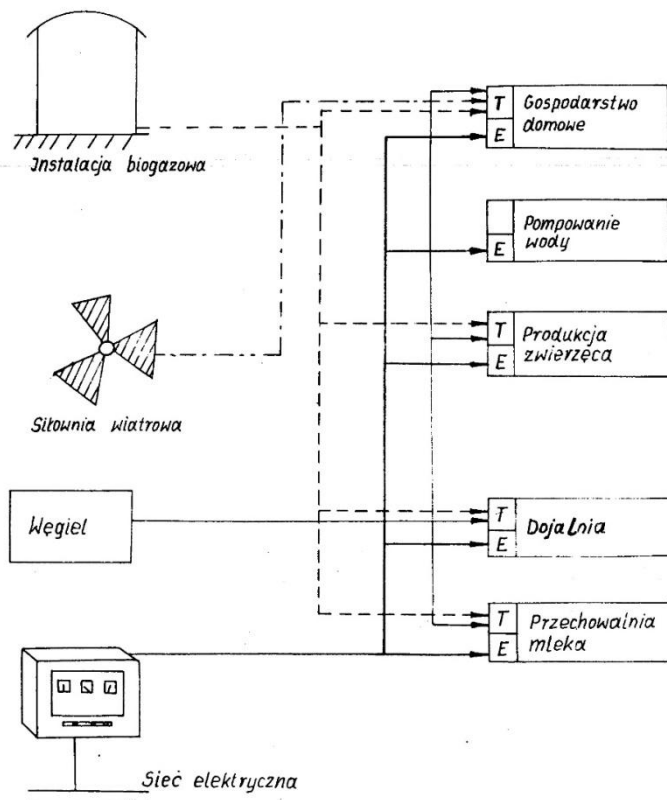 Instalacja biogazowa
Siłownia wiatrowa
Węgiel
Sieć elektryczna
T
E
Gospodarstwo
domowe
E
Pompowanie
wody
T
E
Produkcja
zwierzęca
T
E
Dojalnia
T
E
Przechowalnia
mleka